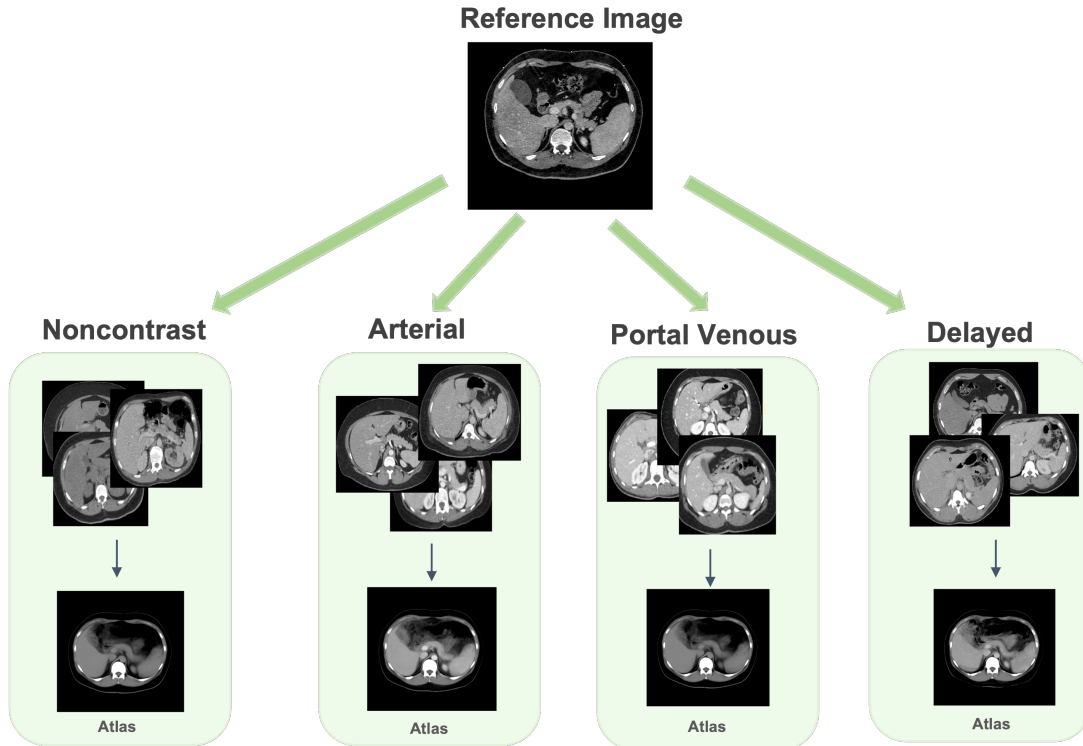 Reference Image
Noncontrast
Arterial
Portal Venous
Delayed
Atlas
Atlas
Atlas
Atlas